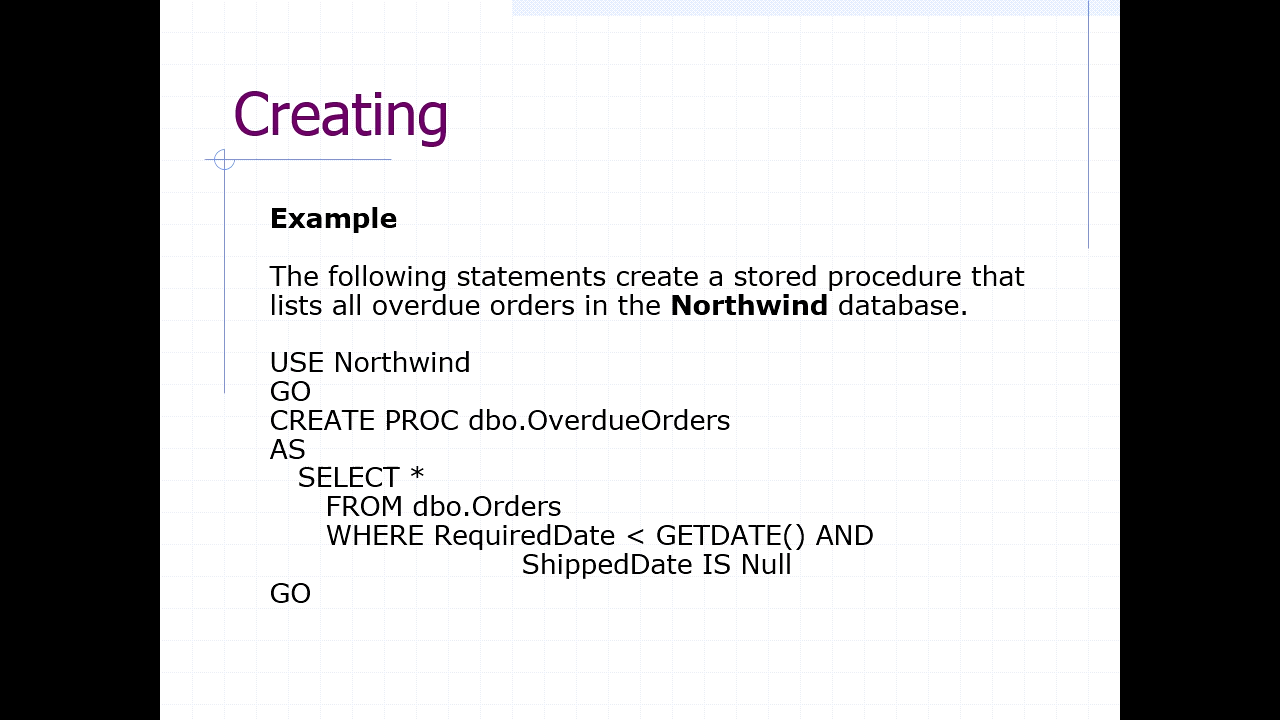 Creating
Example
The following statements create a stored procedure that
lists all overdue orders in the Northwind database.
USE Northwind
GO
CREATE PROC dbo.OverdueOrders
AS
SELECT *
FROM dbo.Orders
WHERE RequiredDate < GETDATE() AND
ShippedDate IS Null
GO